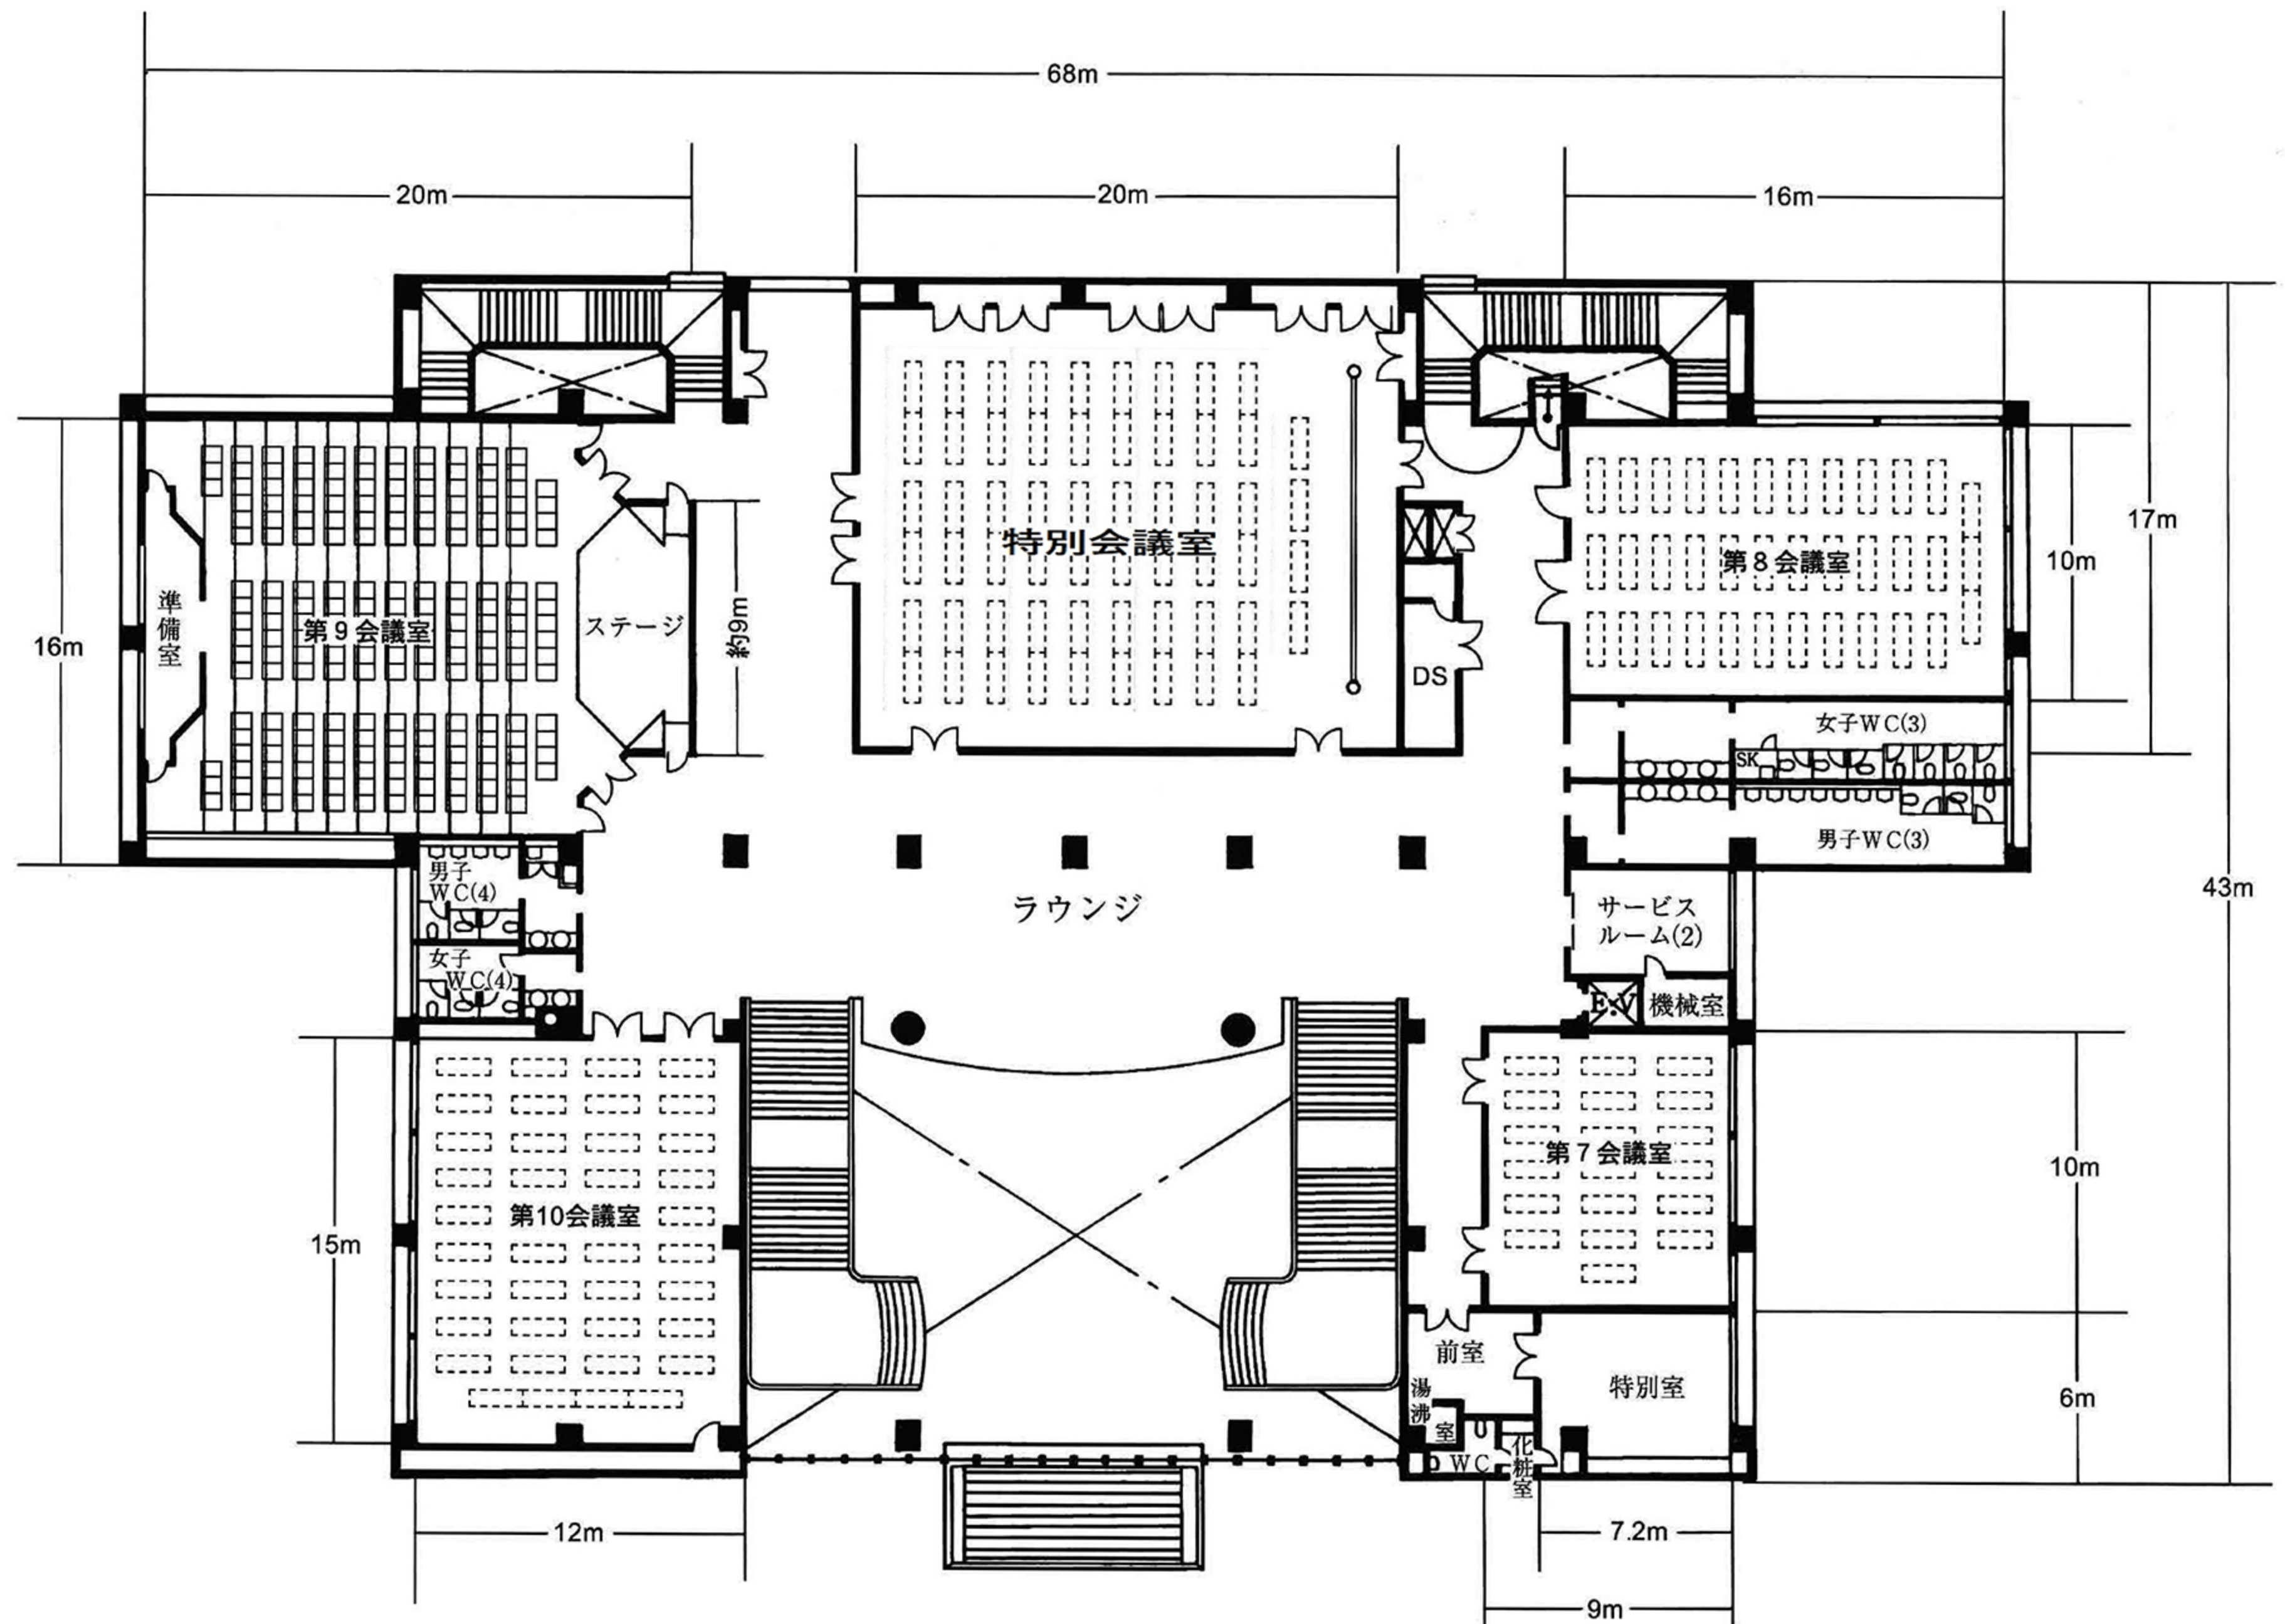 68m
20m
20m
16m
特別会議室
17m
第８会議室
10m
準備室
第９会議室
ステージ
約9m
16m
DS
女子WC(3)
SK
男子WC(3)
男子
WC(4)
ラウンジ
サービス
ルーム(2)
43m
女子
WC(4)
E･V
機械室
第７会議室
10m
第10会議室
15m
前室
特別室
湯沸室
6m
WC
化粧室
12m
7.2m
9m